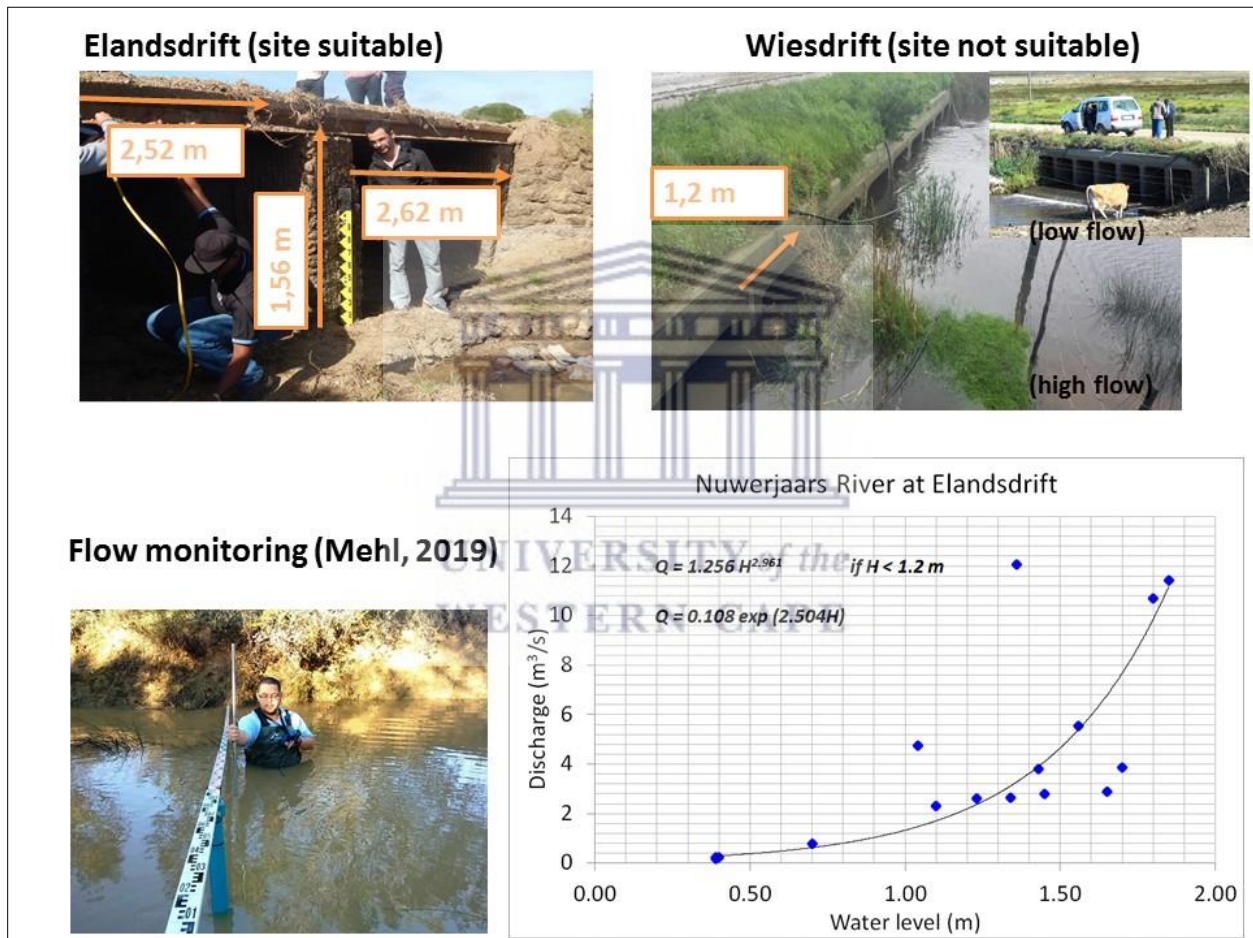 Elandsdrift (site suitable)
Wiesdrift (site not suitable)
2,52 m
1,56 m
2,62 m
1,2 m
(low flow)
(high flow)
UNIVERSITY of the
WESTERN CAPE
Flow monitoring (Mehl, 2019)
Nuwerjaars River at Elandsdrift
Q = 1.256 H^2.961 if H < 1.2 m
Q = 0.108 exp (2.504H)
Discharge (m³/s)
14
12
10
8
6
4
2
0
0.00 0.50 1.00 1.50 2.00
Water level (m)